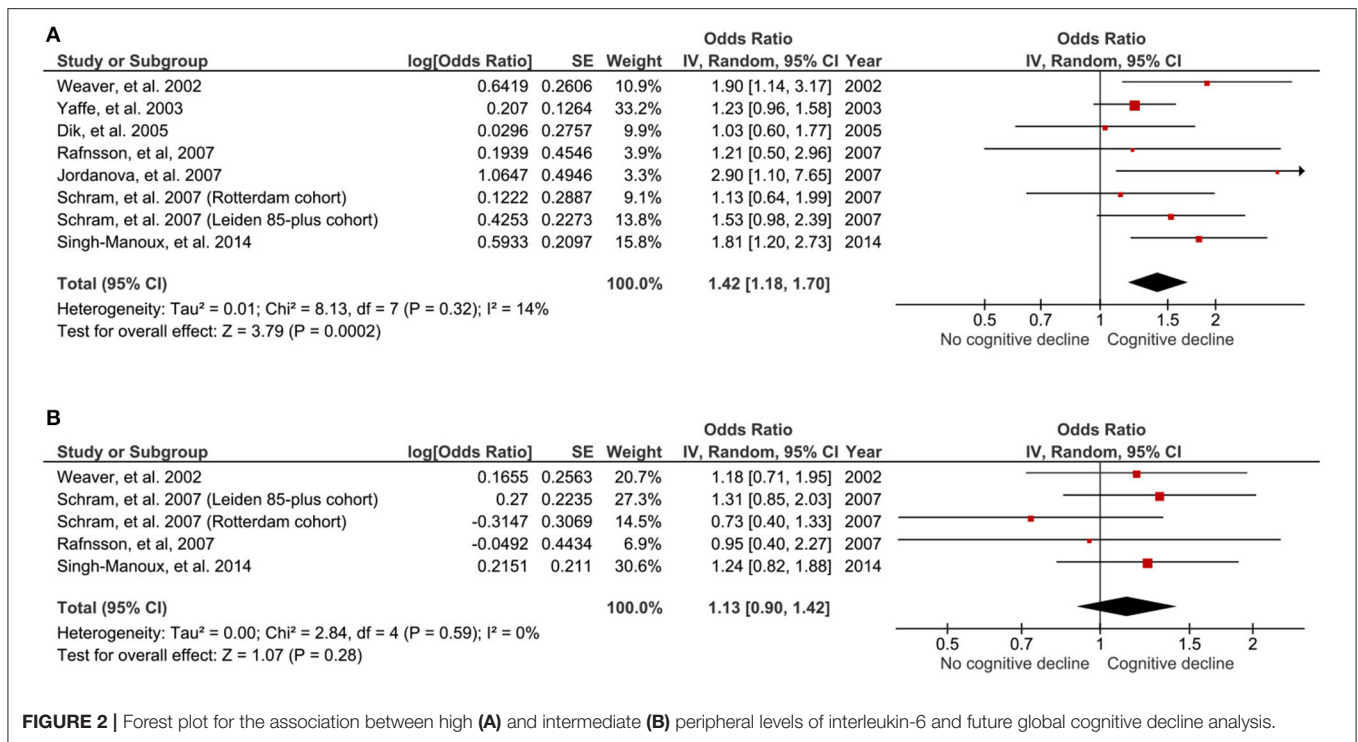 A
Odds Ratio Odds Ratio
Study or Subgroup log[Odds Ratio] SE Weight IV, Random, 95% CI Year IV, Random, 95% CI
Weaver, et al. 2002 0.6419 0.2606 10.9% 1.90 [1.14, 3.17] 2002
Yaffe, et al. 2003 0.207 0.1264 33.2% 1.23 [0.96, 1.58] 2003
Dik, et al. 2005 0.0296 0.2757 9.9% 1.03 [0.60, 1.77] 2005
Rafnsson, et al, 2007 0.1939 0.4546 3.9% 1.21 [0.50, 2.96] 2007
Jordanova, et al. 2007 1.0647 0.4946 3.3% 2.90 [1.10, 7.65] 2007
Schram, et al. 2007 (Rotterdam cohort) 0.1222 0.2887 9.1% 1.13 [0.64, 1.99] 2007
Schram, et al. 2007 (Leiden 85-plus cohort) 0.4253 0.2273 13.8% 1.53 [0.98, 2.39] 2007
Singh-Manoux, et al. 2014 0.5933 0.2097 15.8% 1.81 [1.20, 2.73] 2014
Total (95% CI) 100.0% 1.42 [1.18, 1.70]
Heterogeneity: Tau² = 0.01; Chi² = 8.13, df = 7 (P = 0.32); I² = 14%
Test for overall effect: Z = 3.79 (P = 0.0002)
0.5 0.7 1 1.5 2
No cognitive decline Cognitive decline
B
Odds Ratio Odds Ratio
Study or Subgroup log[Odds Ratio] SE Weight IV, Random, 95% CI Year IV, Random, 95% CI
Weaver, et al. 2002 0.1655 0.2563 20.7% 1.18 [0.71, 1.95] 2002
Schram, et al. 2007 (Leiden 85-plus cohort) 0.27 0.2235 27.3% 1.31 [0.85, 2.03] 2007
Schram, et al. 2007 (Rotterdam cohort) -0.3147 0.3069 14.5% 0.73 [0.40, 1.33] 2007
Rafnsson, et al, 2007 -0.0492 0.4434 6.9% 0.95 [0.40, 2.27] 2007
Singh-Manoux, et al. 2014 0.2151 0.211 30.6% 1.24 [0.82, 1.88] 2014
Total (95% CI) 100.0% 1.13 [0.90, 1.42]
Heterogeneity: Tau² = 0.00; Chi² = 2.84, df = 4 (P = 0.59); I² = 0%
Test for overall effect: Z = 1.07 (P = 0.28)
0.5 0.7 1 1.5 2
No cognitive decline Cognitive decline
FIGURE 2 | Forest plot for the association between high (A) and intermediate (B) peripheral levels of interleukin-6 and future global cognitive decline analysis.